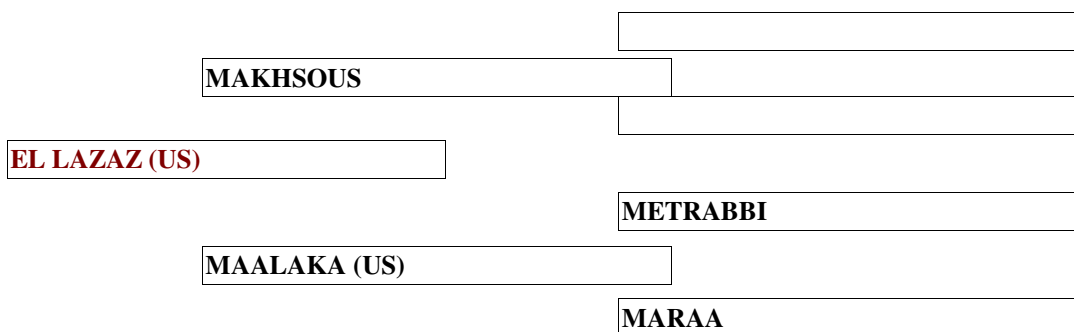 MAKHSOUS
EL LAZAZ (US)
METRABBI
MAALAKA (US)
MARAA